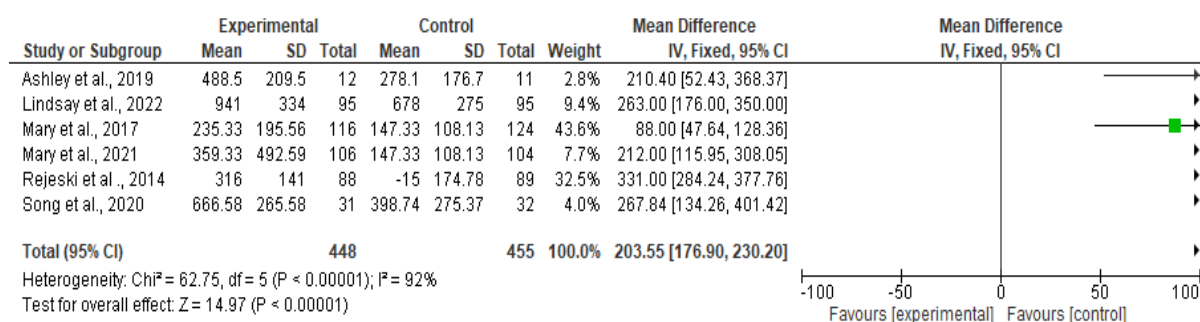 Experimental Control Mean Difference Mean Difference
Study or Subgroup Mean SD Total Mean SD Total Weight IV, Fixed, 95% CI IV, Fixed, 95% CI
Ashley et al., 2019 488.5 209.5 12 278.1 176.7 11 2.8% 210.40 [52.43, 368.37]
Lindsay et al., 2022 941 334 95 678 275 95 9.4% 263.00 [176.00, 350.00]
Mary et al., 2017 235.33 195.56 116 147.33 108.13 124 43.6% 88.00 [47.64, 128.36]
Mary et al., 2021 359.33 492.59 106 147.33 108.13 104 7.7% 212.00 [115.95, 308.05]
Rejeski et al ., 2014 316 141 88 -15 174.78 89 32.5% 331.00 [284.24, 377.76]
Song et al., 2020 666.58 265.58 31 398.74 275.37 32 4.0% 267.84 [134.26, 401.42]
Total (95% CI) 448 455 100.0% 203.55 [176.90, 230.20]
Heterogeneity: Chi² = 62.75, df = 5 (P < 0.00001); I² = 92%
Test for overall effect: Z = 14.97 (P < 0.00001)
-100 -50 0 50 100
Favours [experimental] Favours [control]